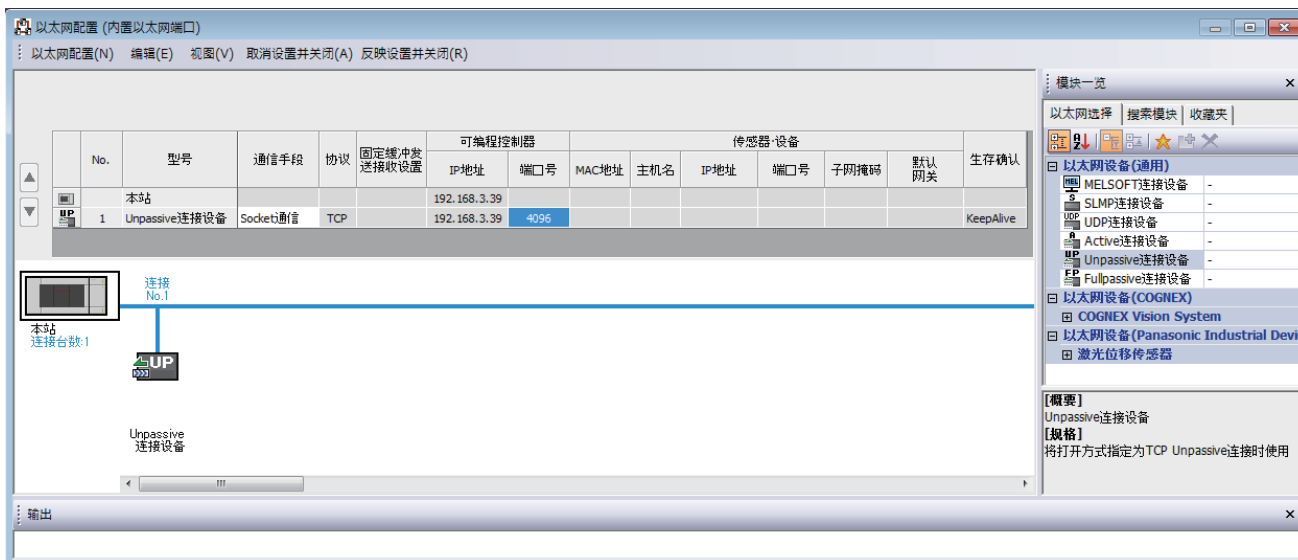 以太网配置 (内置以太网端口)
以太网配置(N) 编辑(E) 视图(V) 取消设置并关闭(A) 反映设置并关闭(R)
模块一览
以太网选择 搜索模块 收藏夹
No. 型号 通信手段 协议 固定缓冲发送接收设置 可编程控制器 传感器·设备 生存确认
IP地址 端口号 MAC地址 主机名 IP地址 端口号 子网掩码 默认网关
本站 192.168.3.39
1 Unpassive连接设备 Socket通信 TCP 192.168.3.39 4096 KeepAlive
连接
No.1
本站
连接台数:1
UP
Unpassive
连接设备
以太网设备(通用)
MELSOFT连接设备 -
SLMP连接设备 -
UDP连接设备 -
Active连接设备 -
Unpassive连接设备 -
Fullpassive连接设备 -
以太网设备(COGNEX)
COGNEX Vision System
以太网设备(Panasonic Industrial Devi
激光位移传感器
[概要]
Unpassive连接设备
[规格]
将打开方式指定为TCP Unpassive连接时使用
输出